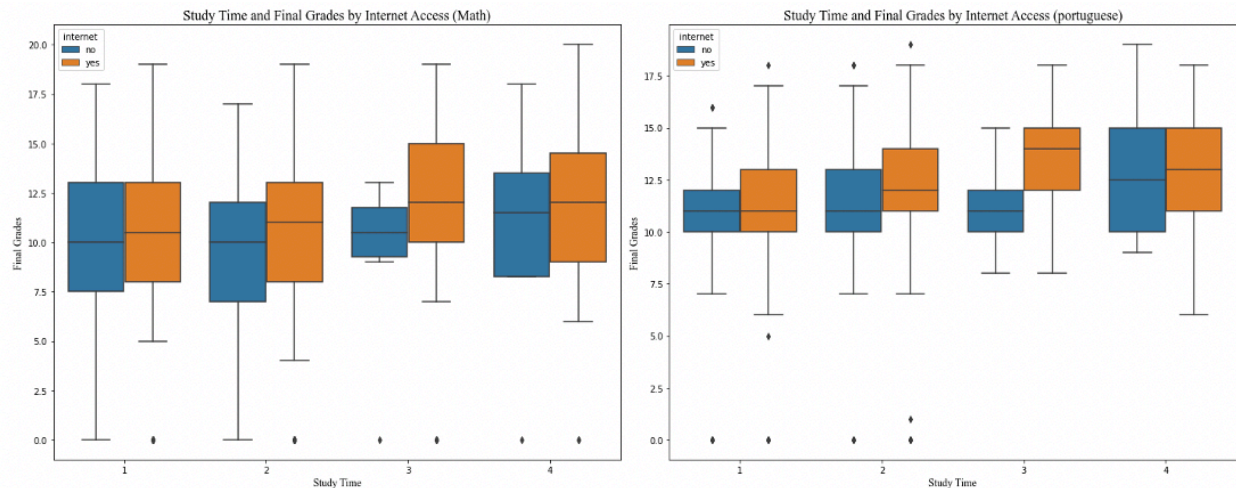 Study Time and Final Grades by Internet Access (Math)
internet
no
yes
20.0
17.5
15.0
12.5
10.0
7.5
5.0
2.5
0.0
Final Grades
1 2 3 4
Study Time
Study Time and Final Grades by Internet Access (portuguese)
internet
no
yes
17.5
15.0
12.5
10.0
7.5
5.0
2.5
0.0
Final Grades
1 2 3 4
Study Time